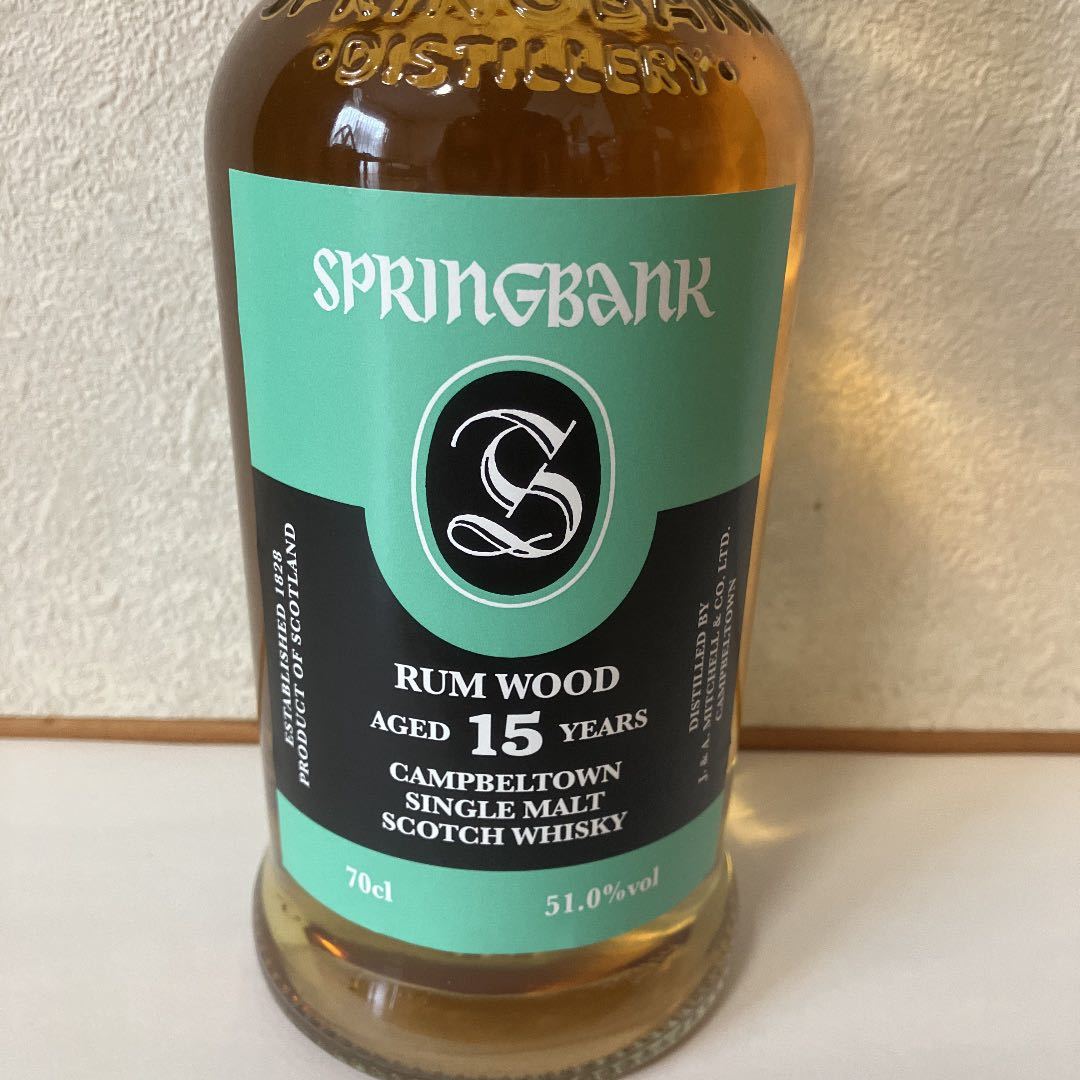 SPRINGBANK
·DISTILLERY·
SPRINGBANK
S
ESTABLISHED 1828
PRODUCT OF SCOTLAND
RUM WOOD
AGED 15 YEARS
CAMPBELTOWN
SINGLE MALT
SCOTCH WHISKY
DISTILLED BY
J. & A. MITCHELL & CO. LTD.
CAMPBELTOWN
70cl
51.0%vol